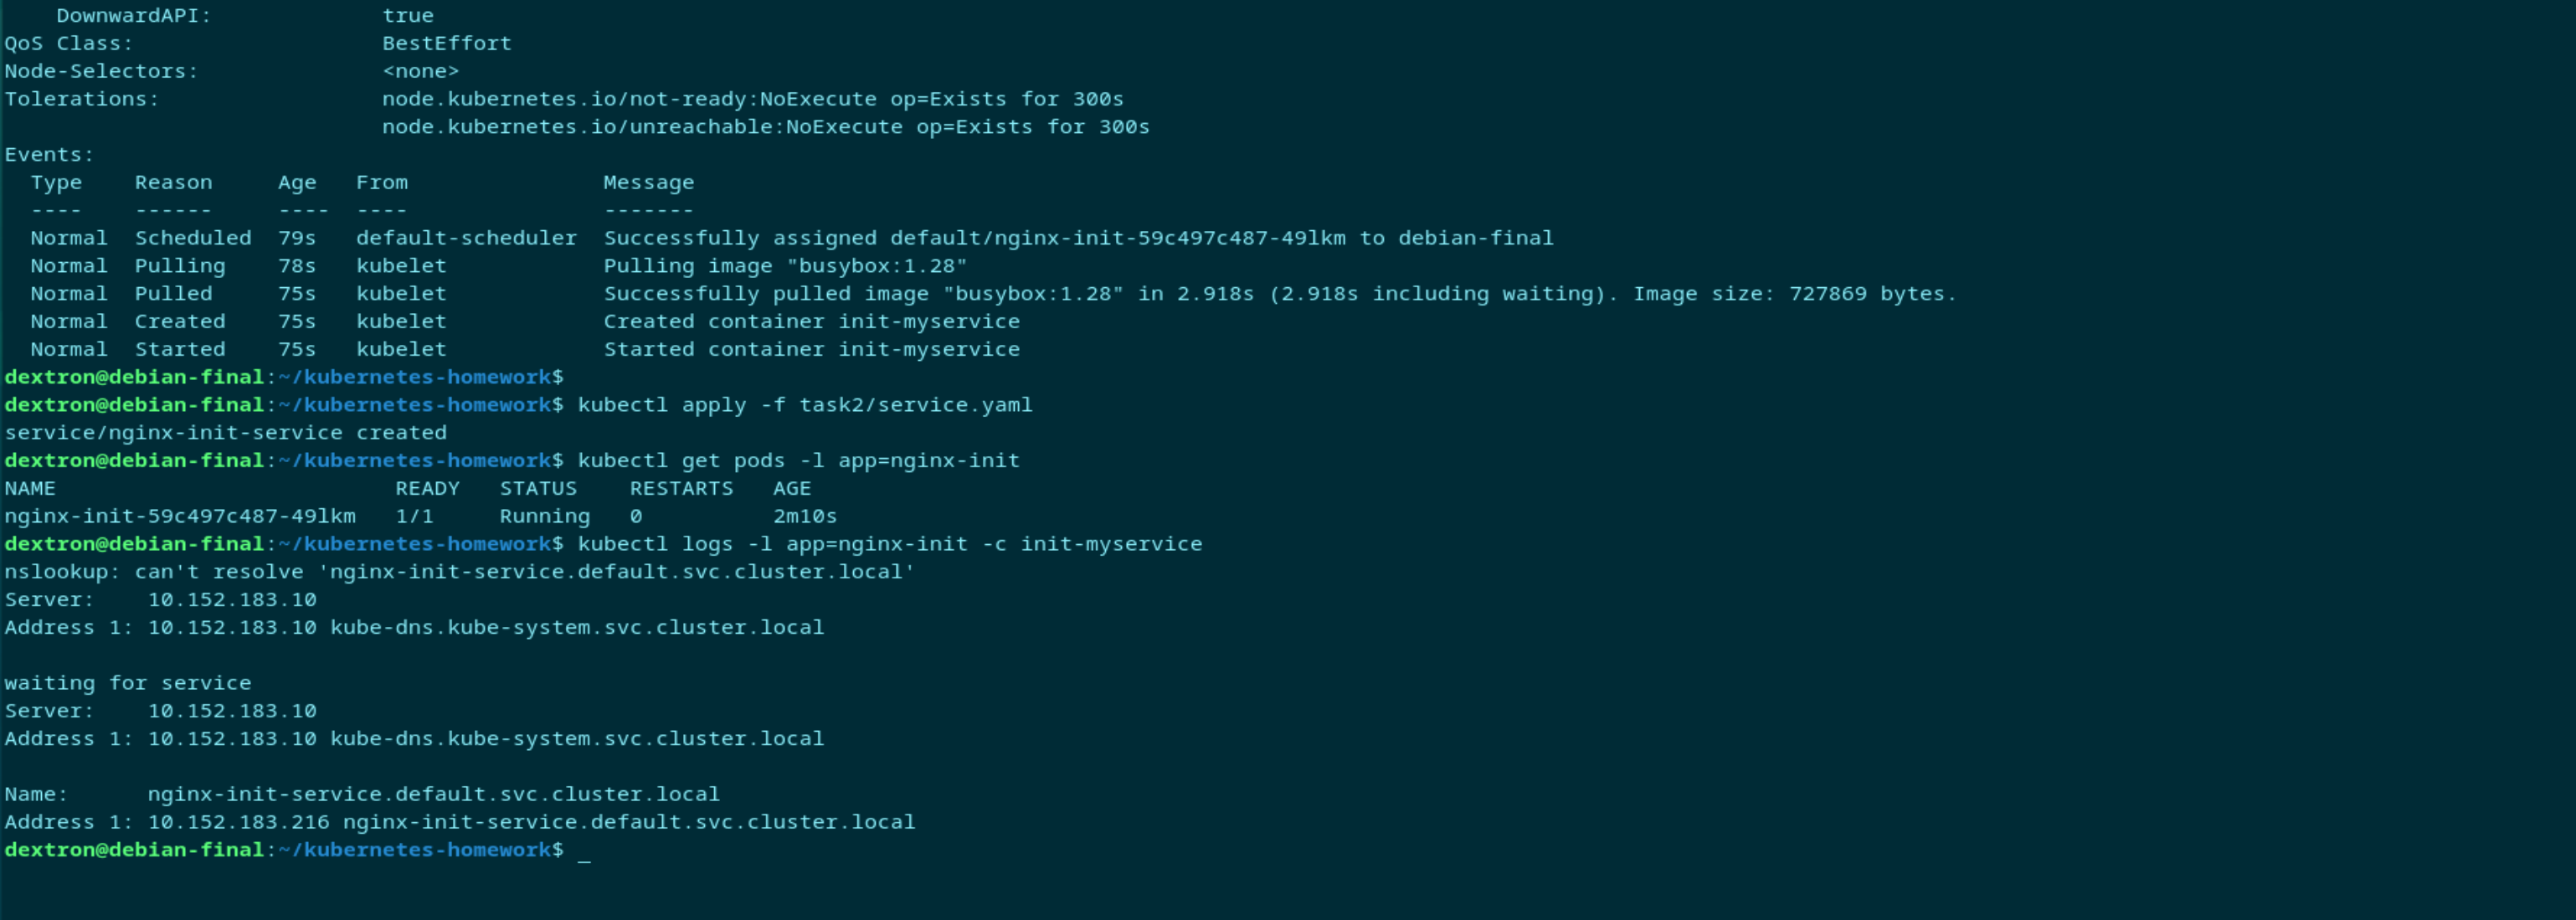 DownwardAPI: true
QoS Class: BestEffort
Node-Selectors: <none>
Tolerations: node.kubernetes.io/not-ready:NoExecute op=Exists for 300s
node.kubernetes.io/unreachable:NoExecute op=Exists for 300s
Events:
Type Reason Age From Message
---- ------ ---- ---- -------
Normal Scheduled 79s default-scheduler Successfully assigned default/nginx-init-59c497c487-49lkm to debian-final
Normal Pulling 78s kubelet Pulling image "busybox:1.28"
Normal Pulled 75s kubelet Successfully pulled image "busybox:1.28" in 2.918s (2.918s including waiting). Image size: 727869 bytes.
Normal Created 75s kubelet Created container init-myservice
Normal Started 75s kubelet Started container init-myservice
dextron@debian-final:~/kubernetes-homework$
dextron@debian-final:~/kubernetes-homework$ kubectl apply -f task2/service.yaml
service/nginx-init-service created
dextron@debian-final:~/kubernetes-homework$ kubectl get pods -l app=nginx-init
NAME READY STATUS RESTARTS AGE
nginx-init-59c497c487-49lkm 1/1 Running 0 2m10s
dextron@debian-final:~/kubernetes-homework$ kubectl logs -l app=nginx-init -c init-myservice
nslookup: can't resolve 'nginx-init-service.default.svc.cluster.local'
Server: 10.152.183.10
Address 1: 10.152.183.10 kube-dns.kube-system.svc.cluster.local
waiting for service
Server: 10.152.183.10
Address 1: 10.152.183.10 kube-dns.kube-system.svc.cluster.local
Name: nginx-init-service.default.svc.cluster.local
Address 1: 10.152.183.216 nginx-init-service.default.svc.cluster.local
dextron@debian-final:~/kubernetes-homework$ _